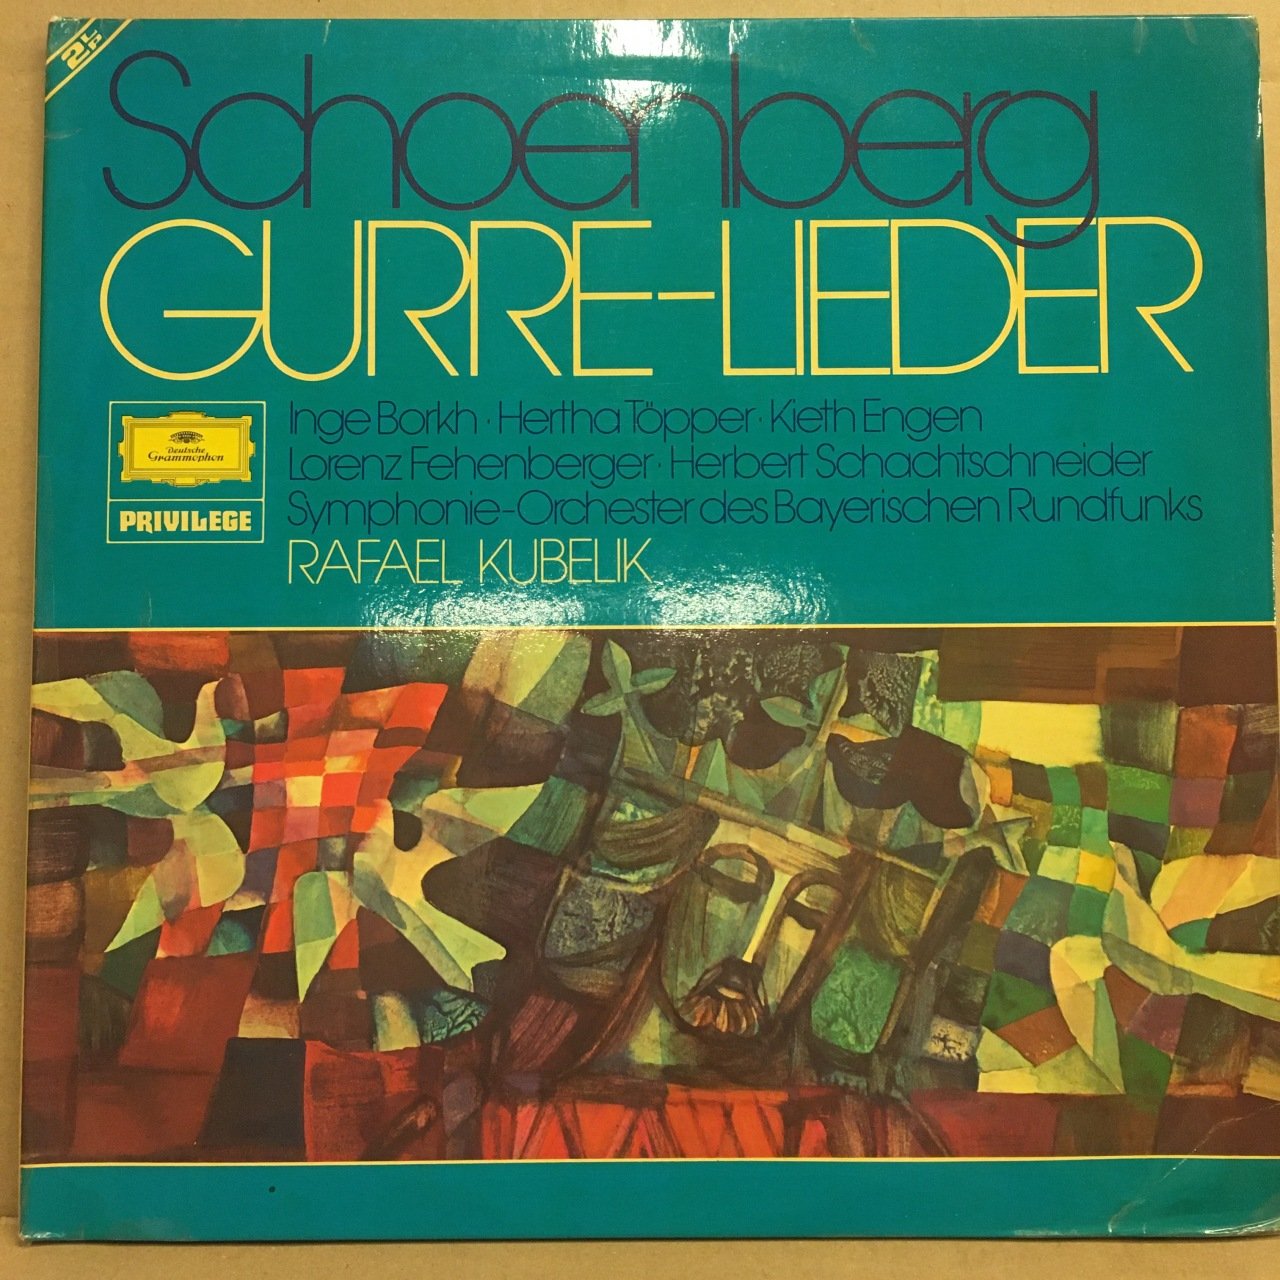 2LP
Schoenberg
GURRE-LIEDER
Deutsche
Grammophon
PRIVILEGE
Inge Borkh · Hertha Töpper · Kieth Engen
Lorenz Fehenberger · Herbert Schachtschneider
Symphonie-Orchester des Bayerischen Rundfunks
RAFAEL KUBELIK